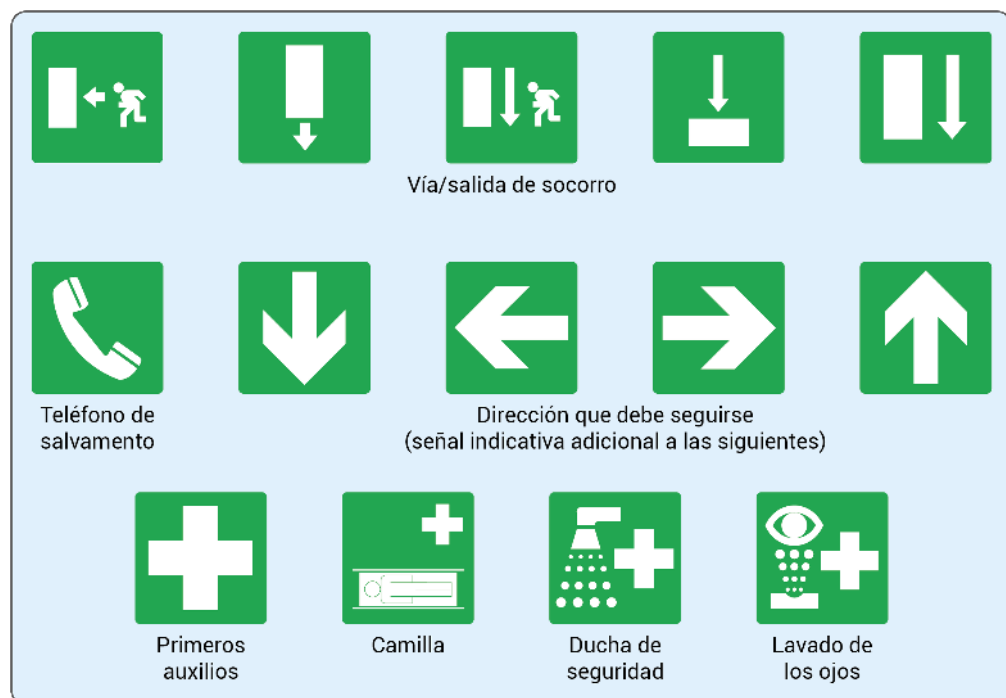 Vía/salida de socorro
Teléfono de
salvamento
Dirección que debe seguirse
(señal indicativa adicional a las siguientes)
Primeros
auxilios
Camilla
Ducha de
seguridad
Lavado de
los ojos